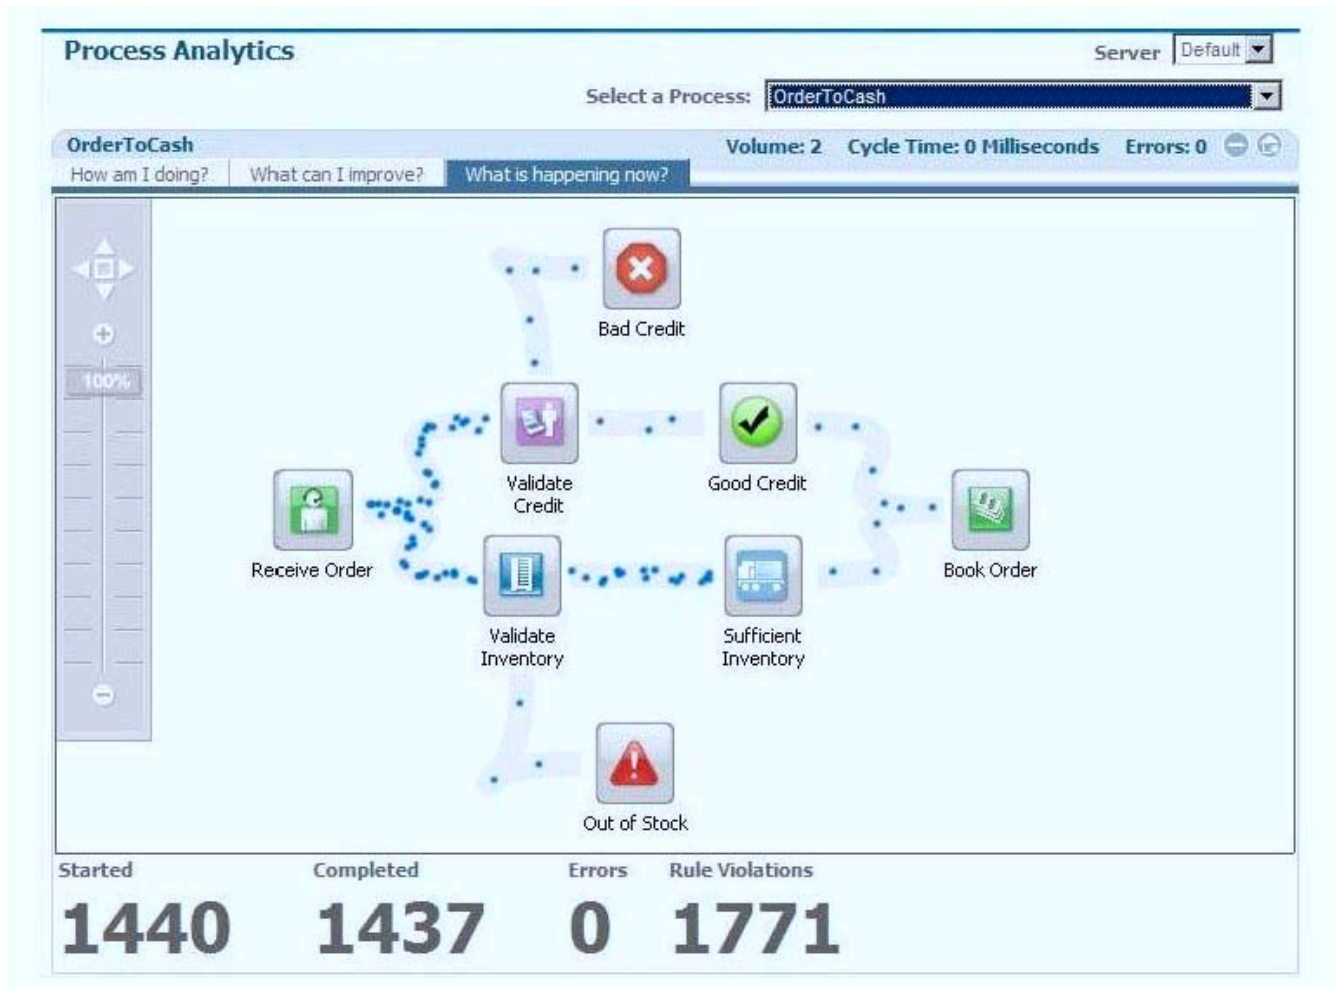 Process Analytics
Server Default
Select a Process: OrderToCash
OrderToCash Volume: 2 Cycle Time: 0 Milliseconds Errors: 0
How am I doing? What can I improve? What is happening now?
100%
Bad Credit
Validate
Credit
Good Credit
Receive Order
Book Order
Validate
Inventory
Sufficient
Inventory
Out of Stock
Started Completed Errors Rule Violations
1440 1437 0 1771